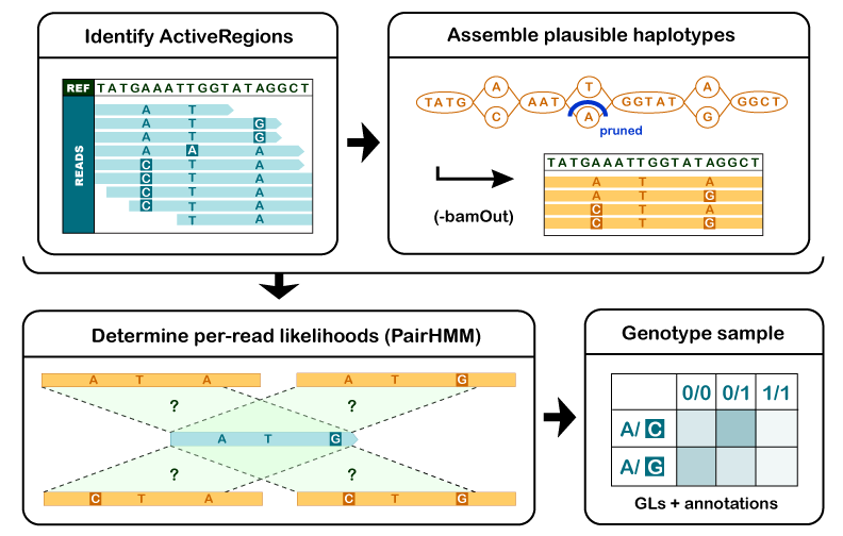 Identify ActiveRegions
REF TATGAAATTGGTATAGGCT
READS
A T
A T G
A T G
A A A
C T A
C T A
C T A
C T A
T A
Assemble plausible haplotypes
TATG A C AAT T A GGTAT A G GGCT
pruned
(-bamOut)
TATGAAATTGGTATAGGCT
A T A
A T G
C T A
C T G
Determine per-read likelihoods (PairHMM)
A T A
A T G
? ?
A T G
? ?
C T A
C T G
Genotype sample
0/0 0/1 1/1
A/ C
A/ G
GLs + annotations